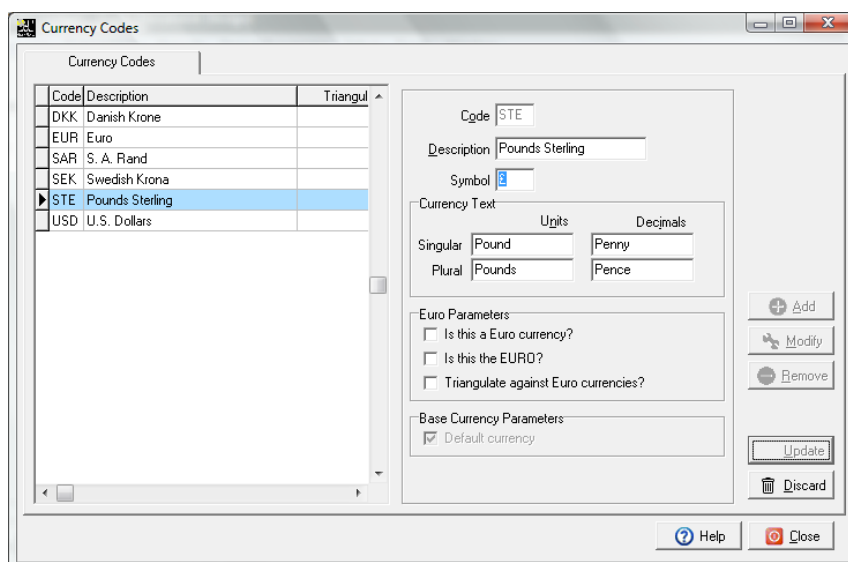 Currency Codes
Currency Codes
Code Description Triangul
DKK Danish Krone
EUR Euro
SAR S. A. Rand
SEK Swedish Krona
STE Pounds Sterling
USD U.S. Dollars
Code STE
Description Pounds Sterling
Symbol £
Currency Text
Units Decimals
Singular Pound Penny
Plural Pounds Pence
Euro Parameters
Is this a Euro currency?
Is this the EURO?
Triangulate against Euro currencies?
Base Currency Parameters
Default currency
Add
Modify
Remove
Update
Discard
Help
Close